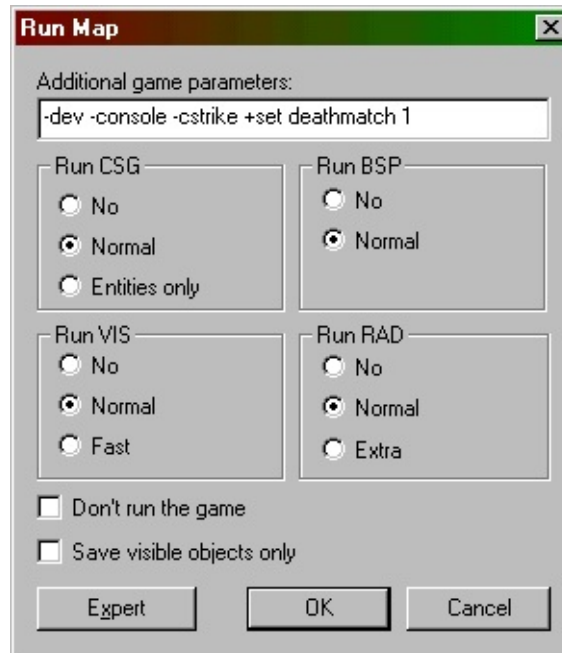 Run Map
Additional game parameters:
-dev -console -cstrike +set deathmatch 1
Run CSG
No
Normal
Entities only
Run BSP
No
Normal
Run VIS
No
Normal
Fast
Run RAD
No
Normal
Extra
Don't run the game
Save visible objects only
Expert OK Cancel